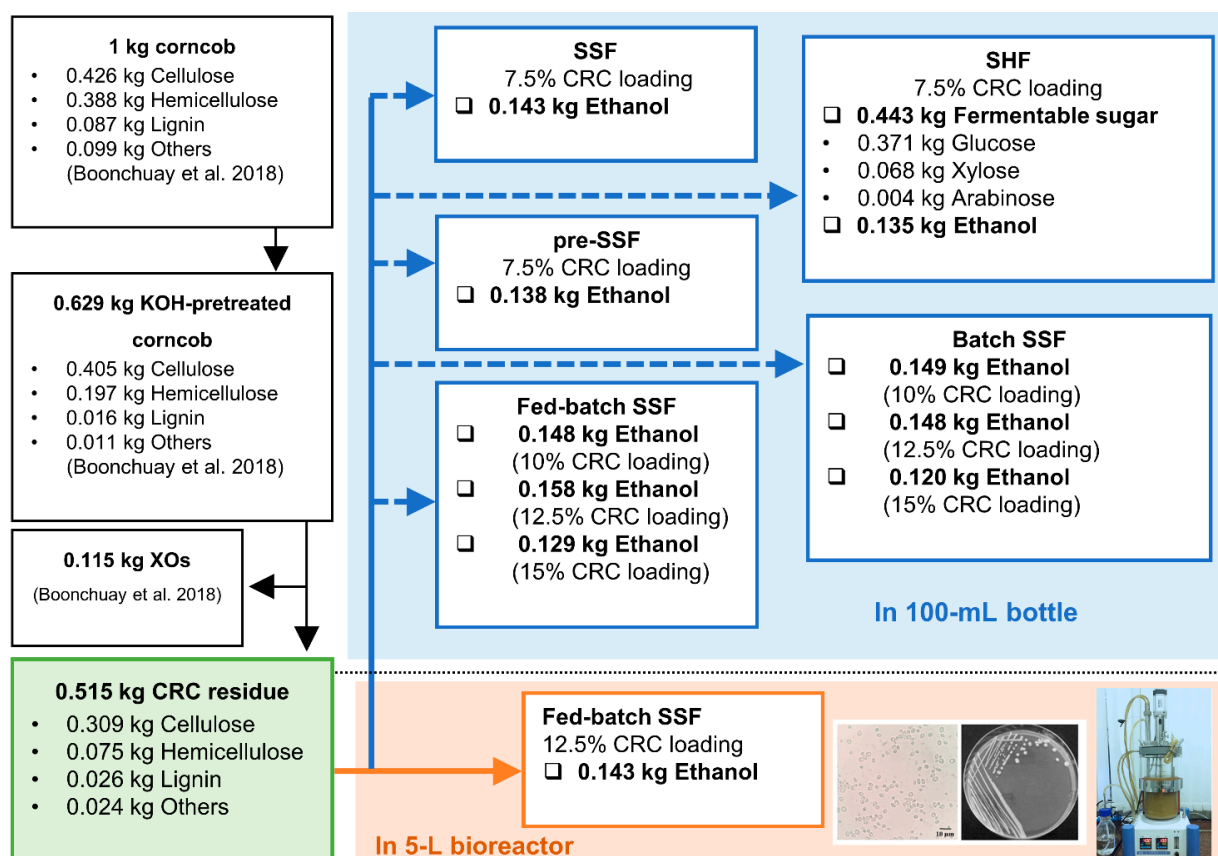 1 kg corncob
• 0.426 kg Cellulose
• 0.388 kg Hemicellulose
• 0.087 kg Lignin
• 0.099 kg Others
(Boonchuay et al. 2018)
0.629 kg KOH-pretreated
corncob
• 0.405 kg Cellulose
• 0.197 kg Hemicellulose
• 0.016 kg Lignin
• 0.011 kg Others
(Boonchuay et al. 2018)
0.115 kg XOs
(Boonchuay et al. 2018)
0.515 kg CRC residue
• 0.309 kg Cellulose
• 0.075 kg Hemicellulose
• 0.026 kg Lignin
• 0.024 kg Others
SSF
7.5% CRC loading
❑ 0.143 kg Ethanol
SHF
7.5% CRC loading
❑ 0.443 kg Fermentable sugar
• 0.371 kg Glucose
• 0.068 kg Xylose
• 0.004 kg Arabinose
❑ 0.135 kg Ethanol
pre-SSF
7.5% CRC loading
❑ 0.138 kg Ethanol
Batch SSF
❑ 0.149 kg Ethanol
(10% CRC loading)
❑ 0.148 kg Ethanol
(12.5% CRC loading)
❑ 0.120 kg Ethanol
(15% CRC loading)
Fed-batch SSF
❑ 0.148 kg Ethanol
(10% CRC loading)
❑ 0.158 kg Ethanol
(12.5% CRC loading)
❑ 0.129 kg Ethanol
(15% CRC loading)
In 100-mL bottle
Fed-batch SSF
12.5% CRC loading
❑ 0.143 kg Ethanol
10 µm
In 5-L bioreactor